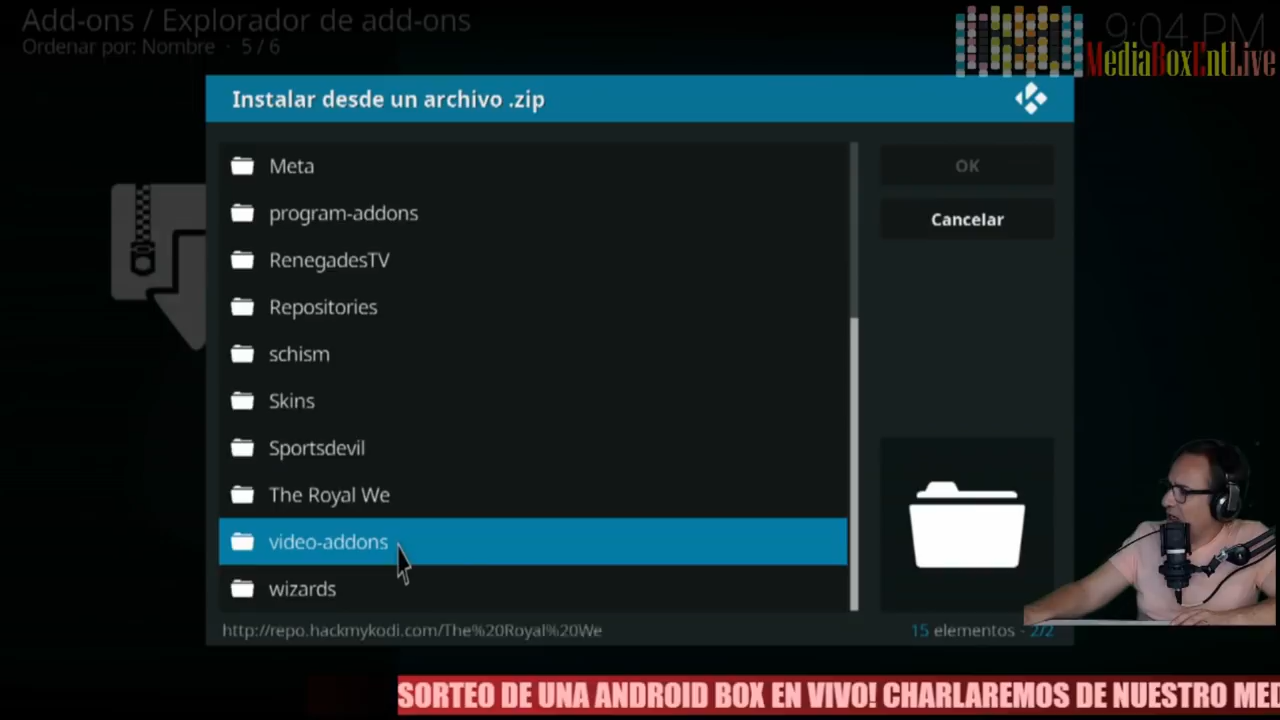 Add-ons / Explorador de add-ons
Ordenar por: Nombre · 5 / 6
9:04 PM
MediaBoxEntLive
Instalar desde un archivo .zip
Meta
program-addons
RenegadesTV
Repositories
schism
Skins
Sportsdevil
The Royal We
video-addons
wizards
OK
Cancelar
http://repo.hackmykodi.com/The%20Royal%20We
15 elementos - 2/2
SORTEO DE UNA ANDROID BOX EN VIVO! CHARLAREMOS DE NUESTRO